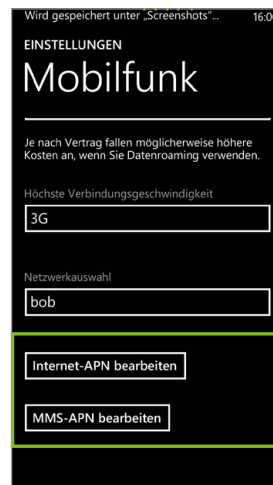 Wird gespeichert unter „Screenshots“... 16:00
EINSTELLUNGEN
Mobilfunk
Je nach Vertrag fallen möglicherweise höhere
Kosten an, wenn Sie Datenroaming verwenden.
Höchste Verbindungsgeschwindigkeit
3G
Netzwerkauswahl
bob
Internet-APN bearbeiten
MMS-APN bearbeiten